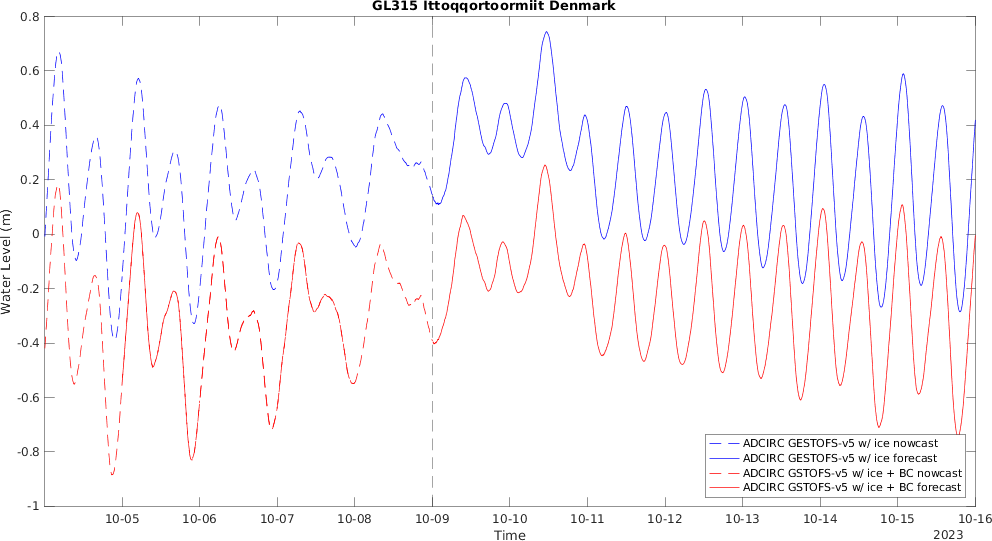 GL315 Ittoqqortoormiit Denmark
0.8
0.6
0.4
0.2
0
-0.2
-0.4
-0.6
-0.8
-1
Water Level (m)
10-05 10-06 10-07 10-08 10-09 10-10 10-11 10-12 10-13 10-14 10-15 10-16
Time
2023
ADCIRC GESTOFS-v5 w/ ice nowcast
ADCIRC GESTOFS-v5 w/ ice forecast
ADCIRC GSTOFS-v5 w/ ice + BC nowcast
ADCIRC GSTOFS-v5 w/ ice + BC forecast